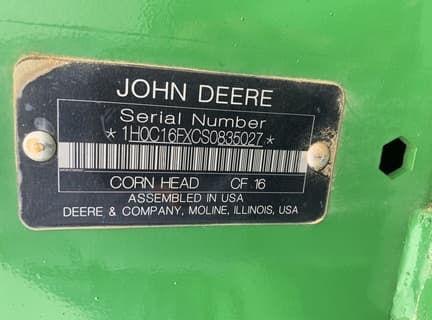 JOHN DEERE
Serial Number
*1H0C16FXCS0835027*
CORN HEAD CF 16
ASSEMBLED IN USA
DEERE & COMPANY, MOLINE, ILLINOIS, USA